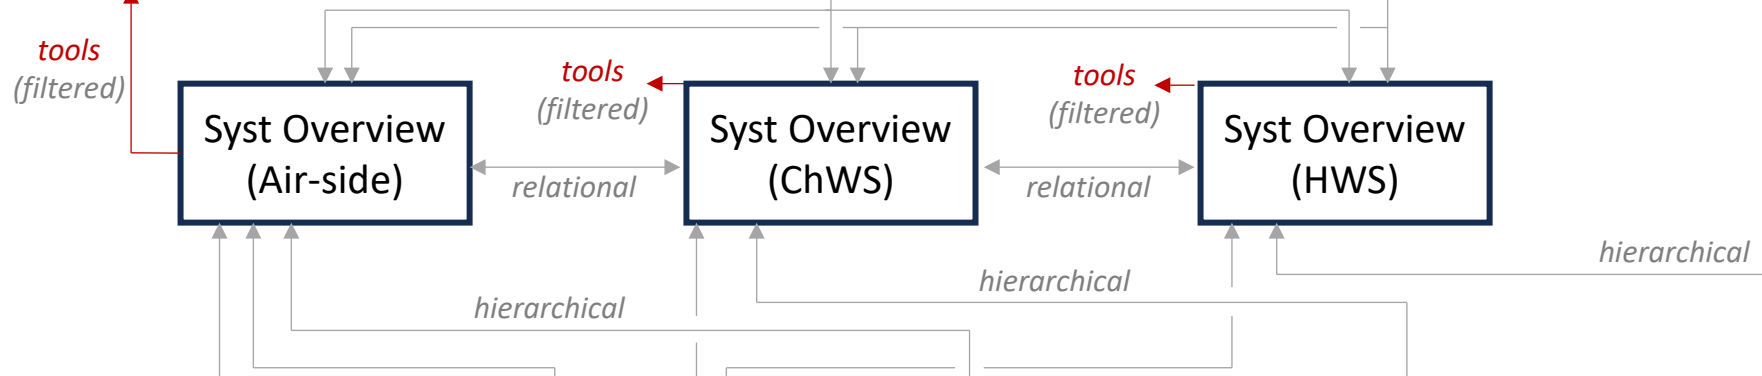 tools
(filtered)
tools
(filtered)
tools
(filtered)
Syst Overview
(Air-side)
relational
Syst Overview
(ChWS)
relational
Syst Overview
(HWS)
hierarchical
hierarchical
hierarchical